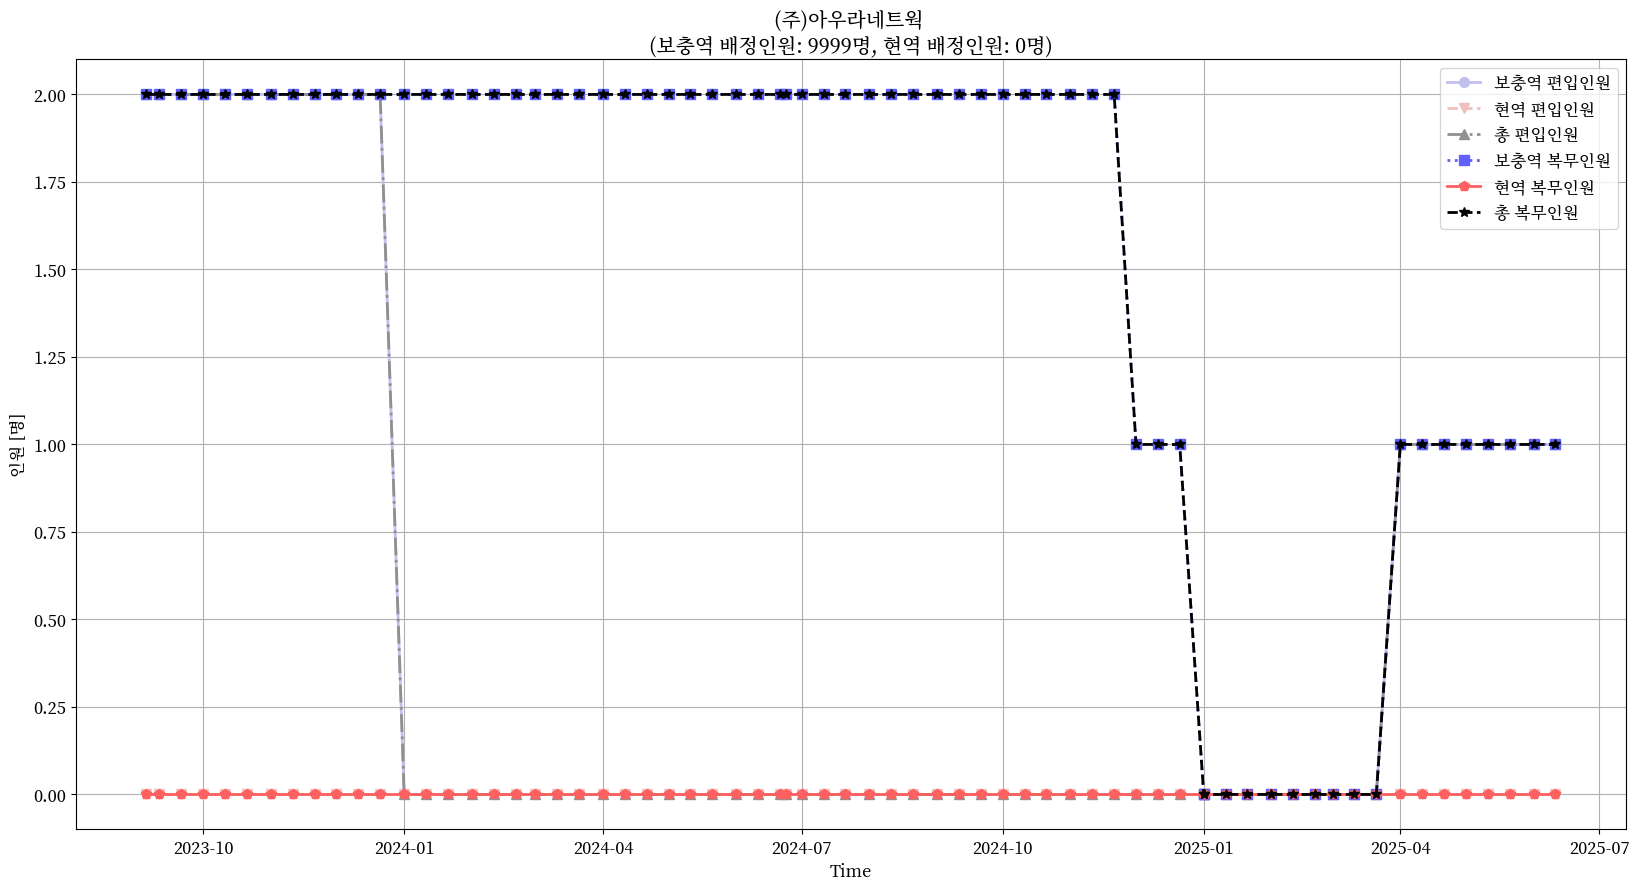 (주)아우라네트웍
(보충역 배정인원: 9999명, 현역 배정인원: 0명)
2.00
1.75
1.50
1.25
1.00
0.75
0.50
0.25
0.00
인원 [명]
보충역 편입인원
현역 편입인원
총 편입인원
보충역 복무인원
현역 복무인원
총 복무인원
2023-10
2024-01
2024-04
2024-07
2024-10
2025-01
2025-04
2025-07
Time